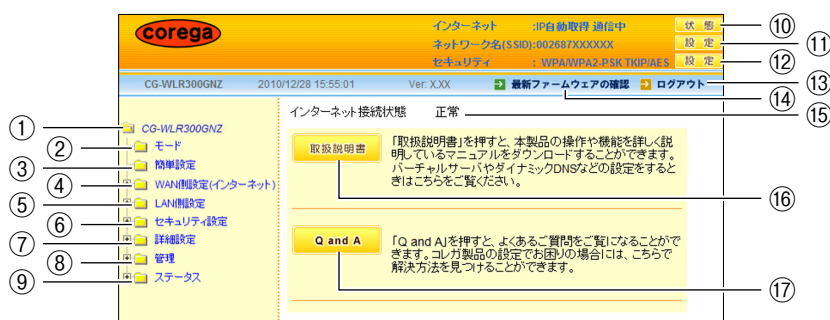 corega
インターネット :IP自動取得 通信中 状 態 ⑩
ネットワーク名(SSID):002687XXXXXX 設 定 ⑪
セキュリティ : WPA/WPA2-PSK TKIP/AES 設 定 ⑫
CG-WLR300GNZ 2010/12/28 15:55:01 Ver: X.XX 最新ファームウェアの確認 ログアウト ⑬
⑭
インターネット接続状態 正常 ⑮
① CG-WLR300GNZ
② モード
③ 簡単設定
④ WAN側設定(インターネット)
⑤ LAN側設定
⑥ セキュリティ設定
⑦ 詳細設定
⑧ 管理
⑨ ステータス
取扱説明書
「取扱説明書」を押すと、本製品の操作や機能を詳しく説
明しているマニュアルをダウンロードすることができます。
バーチャルサーバやダイナミックDNSなどの設定をすると
きはこちらをご覧ください。
⑯
Q and A
「Q and A」を押すと、よくあるご質問をご覧になることがで
きます。コレガ製品の設定でお困りの場合には、こちらで
解決方法を見つけることができます。
⑰